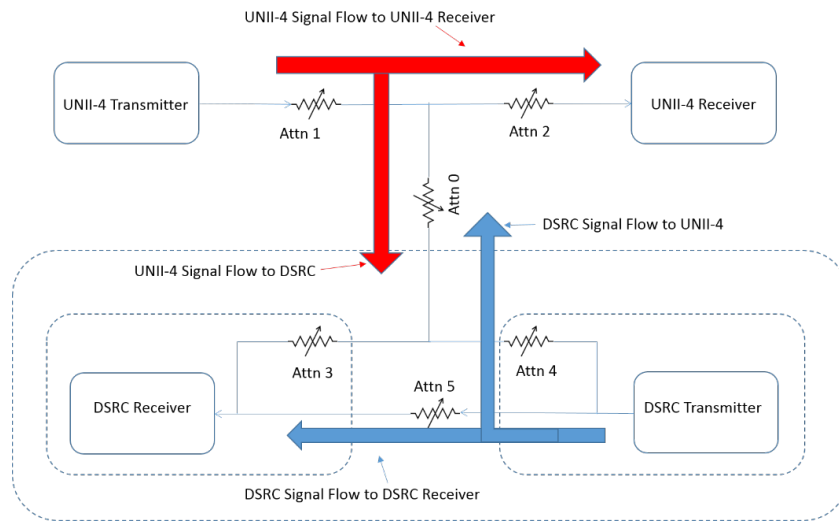 UNII-4 Signal Flow to UNII-4 Receiver
UNII-4 Transmitter
Attn 1
Attn 2
UNII-4 Receiver
Attn 0
DSRC Signal Flow to UNII-4
UNII-4 Signal Flow to DSRC
Attn 3
Attn 4
Attn 5
DSRC Receiver
DSRC Transmitter
DSRC Signal Flow to DSRC Receiver